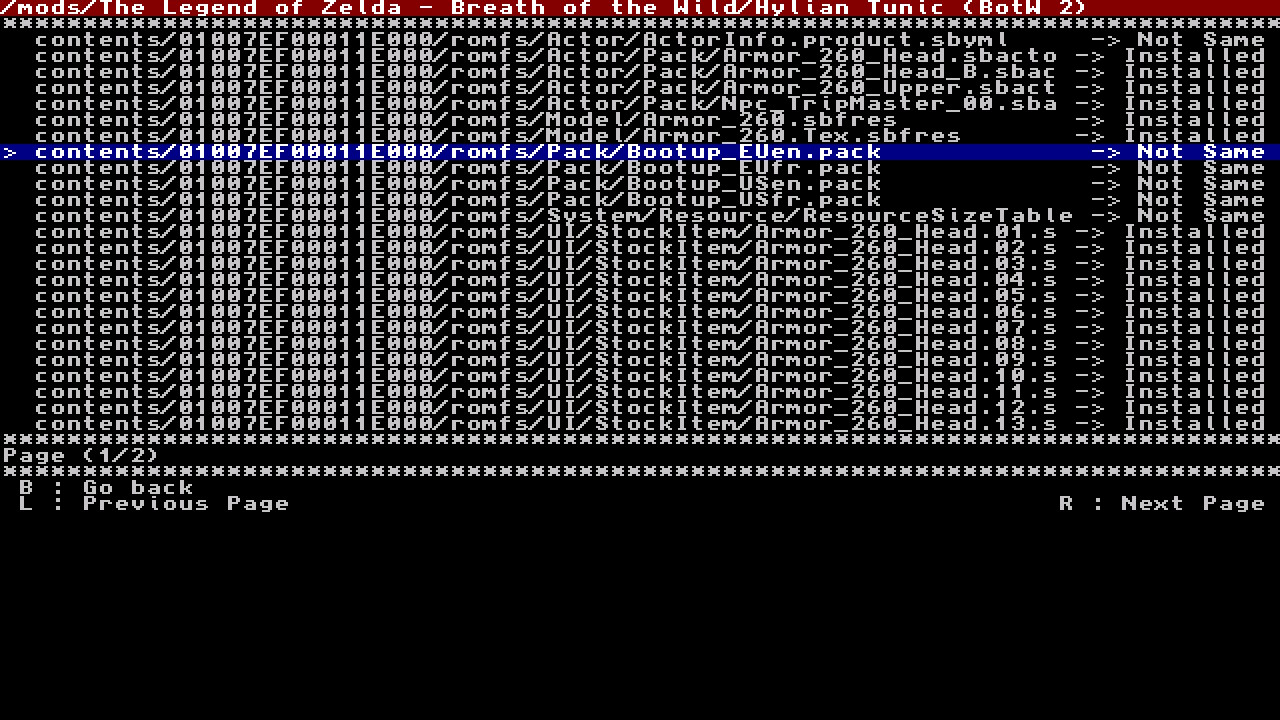 /mods/The Legend of Zelda - Breath of the Wild/Hylian Tunic (BotW 2)
********************************************************************************
contents/01007EF00011E000/romfs/Actor/ActorInfo.product.sbyml -> Not Same
contents/01007EF00011E000/romfs/Actor/Pack/Armor_260_Head.sbacto -> Installed
contents/01007EF00011E000/romfs/Actor/Pack/Armor_260_Head_B.sbac -> Installed
contents/01007EF00011E000/romfs/Actor/Pack/Armor_260_Upper.sbact -> Installed
contents/01007EF00011E000/romfs/Actor/Pack/Npc_TripMaster_00.sba -> Installed
contents/01007EF00011E000/romfs/Model/Armor_260.sbfres -> Installed
contents/01007EF00011E000/romfs/Model/Armor_260.Tex.sbfres -> Installed
> contents/01007EF00011E000/romfs/Pack/Bootup_EUen.pack -> Not Same
contents/01007EF00011E000/romfs/Pack/Bootup_EUfr.pack -> Not Same
contents/01007EF00011E000/romfs/Pack/Bootup_USen.pack -> Not Same
contents/01007EF00011E000/romfs/Pack/Bootup_USfr.pack -> Not Same
contents/01007EF00011E000/romfs/System/Resource/ResourceSizeTable -> Not Same
contents/01007EF00011E000/romfs/UI/StockItem/Armor_260_Head.01.s -> Installed
contents/01007EF00011E000/romfs/UI/StockItem/Armor_260_Head.02.s -> Installed
contents/01007EF00011E000/romfs/UI/StockItem/Armor_260_Head.03.s -> Installed
contents/01007EF00011E000/romfs/UI/StockItem/Armor_260_Head.04.s -> Installed
contents/01007EF00011E000/romfs/UI/StockItem/Armor_260_Head.05.s -> Installed
contents/01007EF00011E000/romfs/UI/StockItem/Armor_260_Head.06.s -> Installed
contents/01007EF00011E000/romfs/UI/StockItem/Armor_260_Head.07.s -> Installed
contents/01007EF00011E000/romfs/UI/StockItem/Armor_260_Head.08.s -> Installed
contents/01007EF00011E000/romfs/UI/StockItem/Armor_260_Head.09.s -> Installed
contents/01007EF00011E000/romfs/UI/StockItem/Armor_260_Head.10.s -> Installed
contents/01007EF00011E000/romfs/UI/StockItem/Armor_260_Head.11.s -> Installed
contents/01007EF00011E000/romfs/UI/StockItem/Armor_260_Head.12.s -> Installed
contents/01007EF00011E000/romfs/UI/StockItem/Armor_260_Head.13.s -> Installed
********************************************************************************
Page (1/2)
********************************************************************************
B : Go back
L : Previous Page R : Next Page